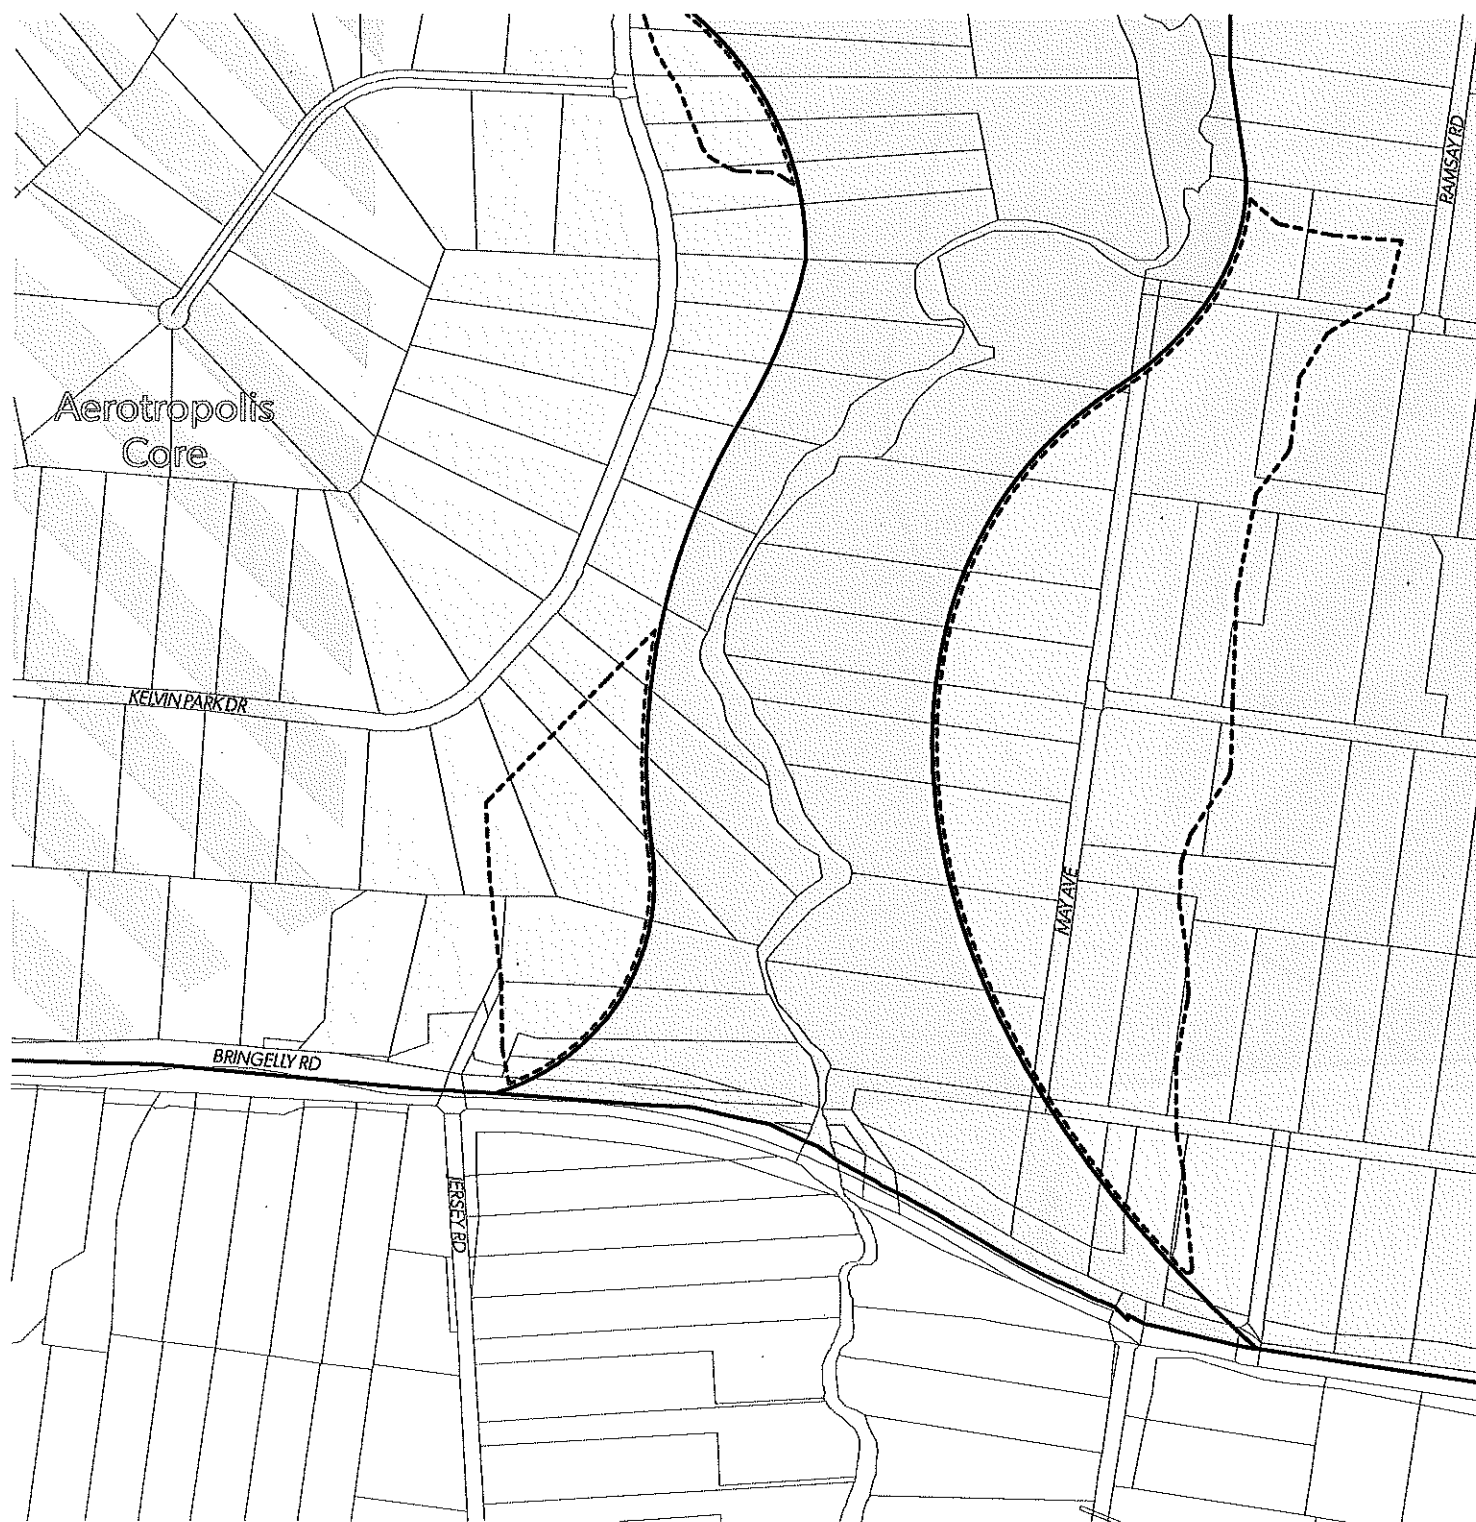 RAMSAY RD
Aerotropolis
Core
KELVIN PARK DR
MAY AVE
BRINGELLY RD
JERSEY RD